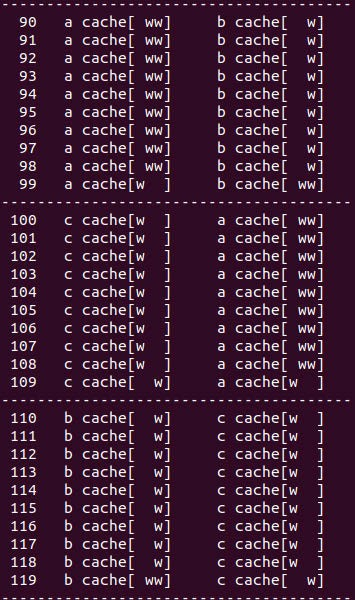 ----------------------------------------
  90   a cache[ ww]     b cache[  w]
  91   a cache[ ww]     b cache[  w]
  92   a cache[ ww]     b cache[  w]
  93   a cache[ ww]     b cache[  w]
  94   a cache[ ww]     b cache[  w]
  95   a cache[ ww]     b cache[  w]
  96   a cache[ ww]     b cache[  w]
  97   a cache[ ww]     b cache[  w]
  98   a cache[ ww]     b cache[  w]
  99   a cache[w  ]     b cache[ ww]
----------------------------------------
 100   c cache[w  ]     a cache[ ww]
 101   c cache[w  ]     a cache[ ww]
 102   c cache[w  ]     a cache[ ww]
 103   c cache[w  ]     a cache[ ww]
 104   c cache[w  ]     a cache[ ww]
 105   c cache[w  ]     a cache[ ww]
 106   c cache[w  ]     a cache[ ww]
 107   c cache[w  ]     a cache[ ww]
 108   c cache[w  ]     a cache[ ww]
 109   c cache[  w]     a cache[w  ]
----------------------------------------
 110   b cache[  w]     c cache[w  ]
 111   b cache[  w]     c cache[w  ]
 112   b cache[  w]     c cache[w  ]
 113   b cache[  w]     c cache[w  ]
 114   b cache[  w]     c cache[w  ]
 115   b cache[  w]     c cache[w  ]
 116   b cache[  w]     c cache[w  ]
 117   b cache[  w]     c cache[w  ]
 118   b cache[  w]     c cache[w  ]
 119   b cache[ ww]     c cache[  w]
----------------------------------------